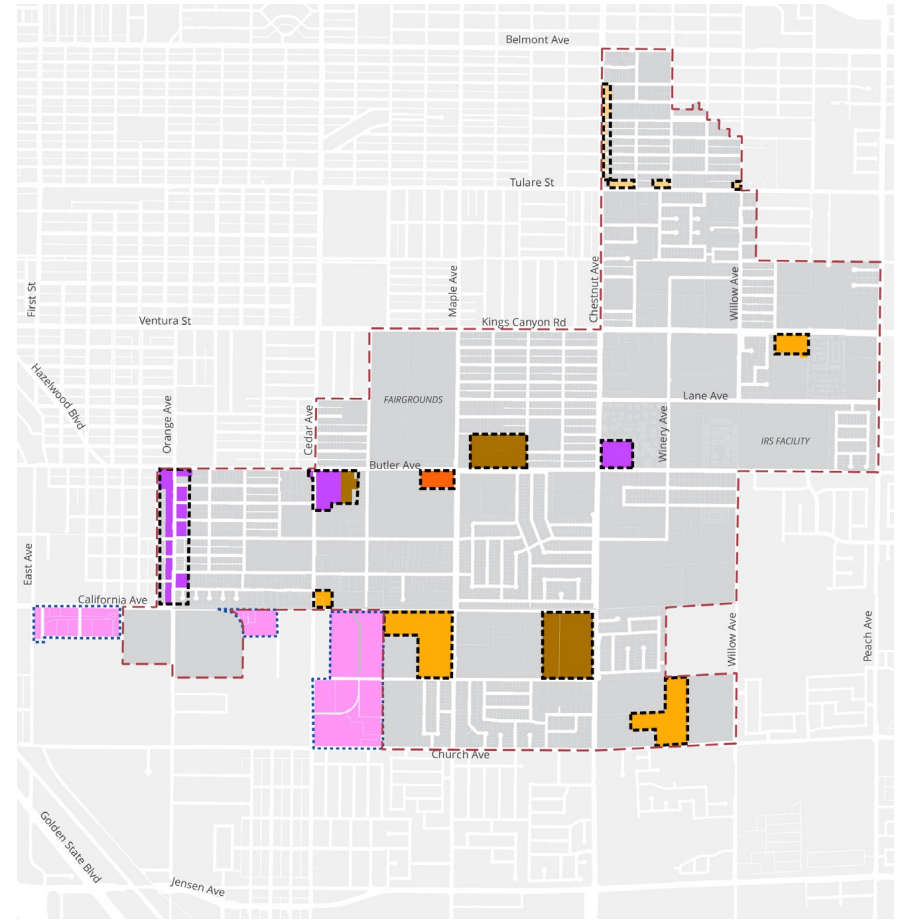 Belmont Ave
Tulare St
First St
Maple Ave
Chestnut Ave
Willow Ave
Ventura St
Kings Canyon Rd
Hazelwood Blvd
Orange Ave
Cedar Ave
FAIRGROUNDS
Lane Ave
Winery Ave
IRS FACILITY
Butler Ave
East Ave
California Ave
Willow Ave
Peach Ave
Church Ave
Golden State Blvd
Jensen Ave